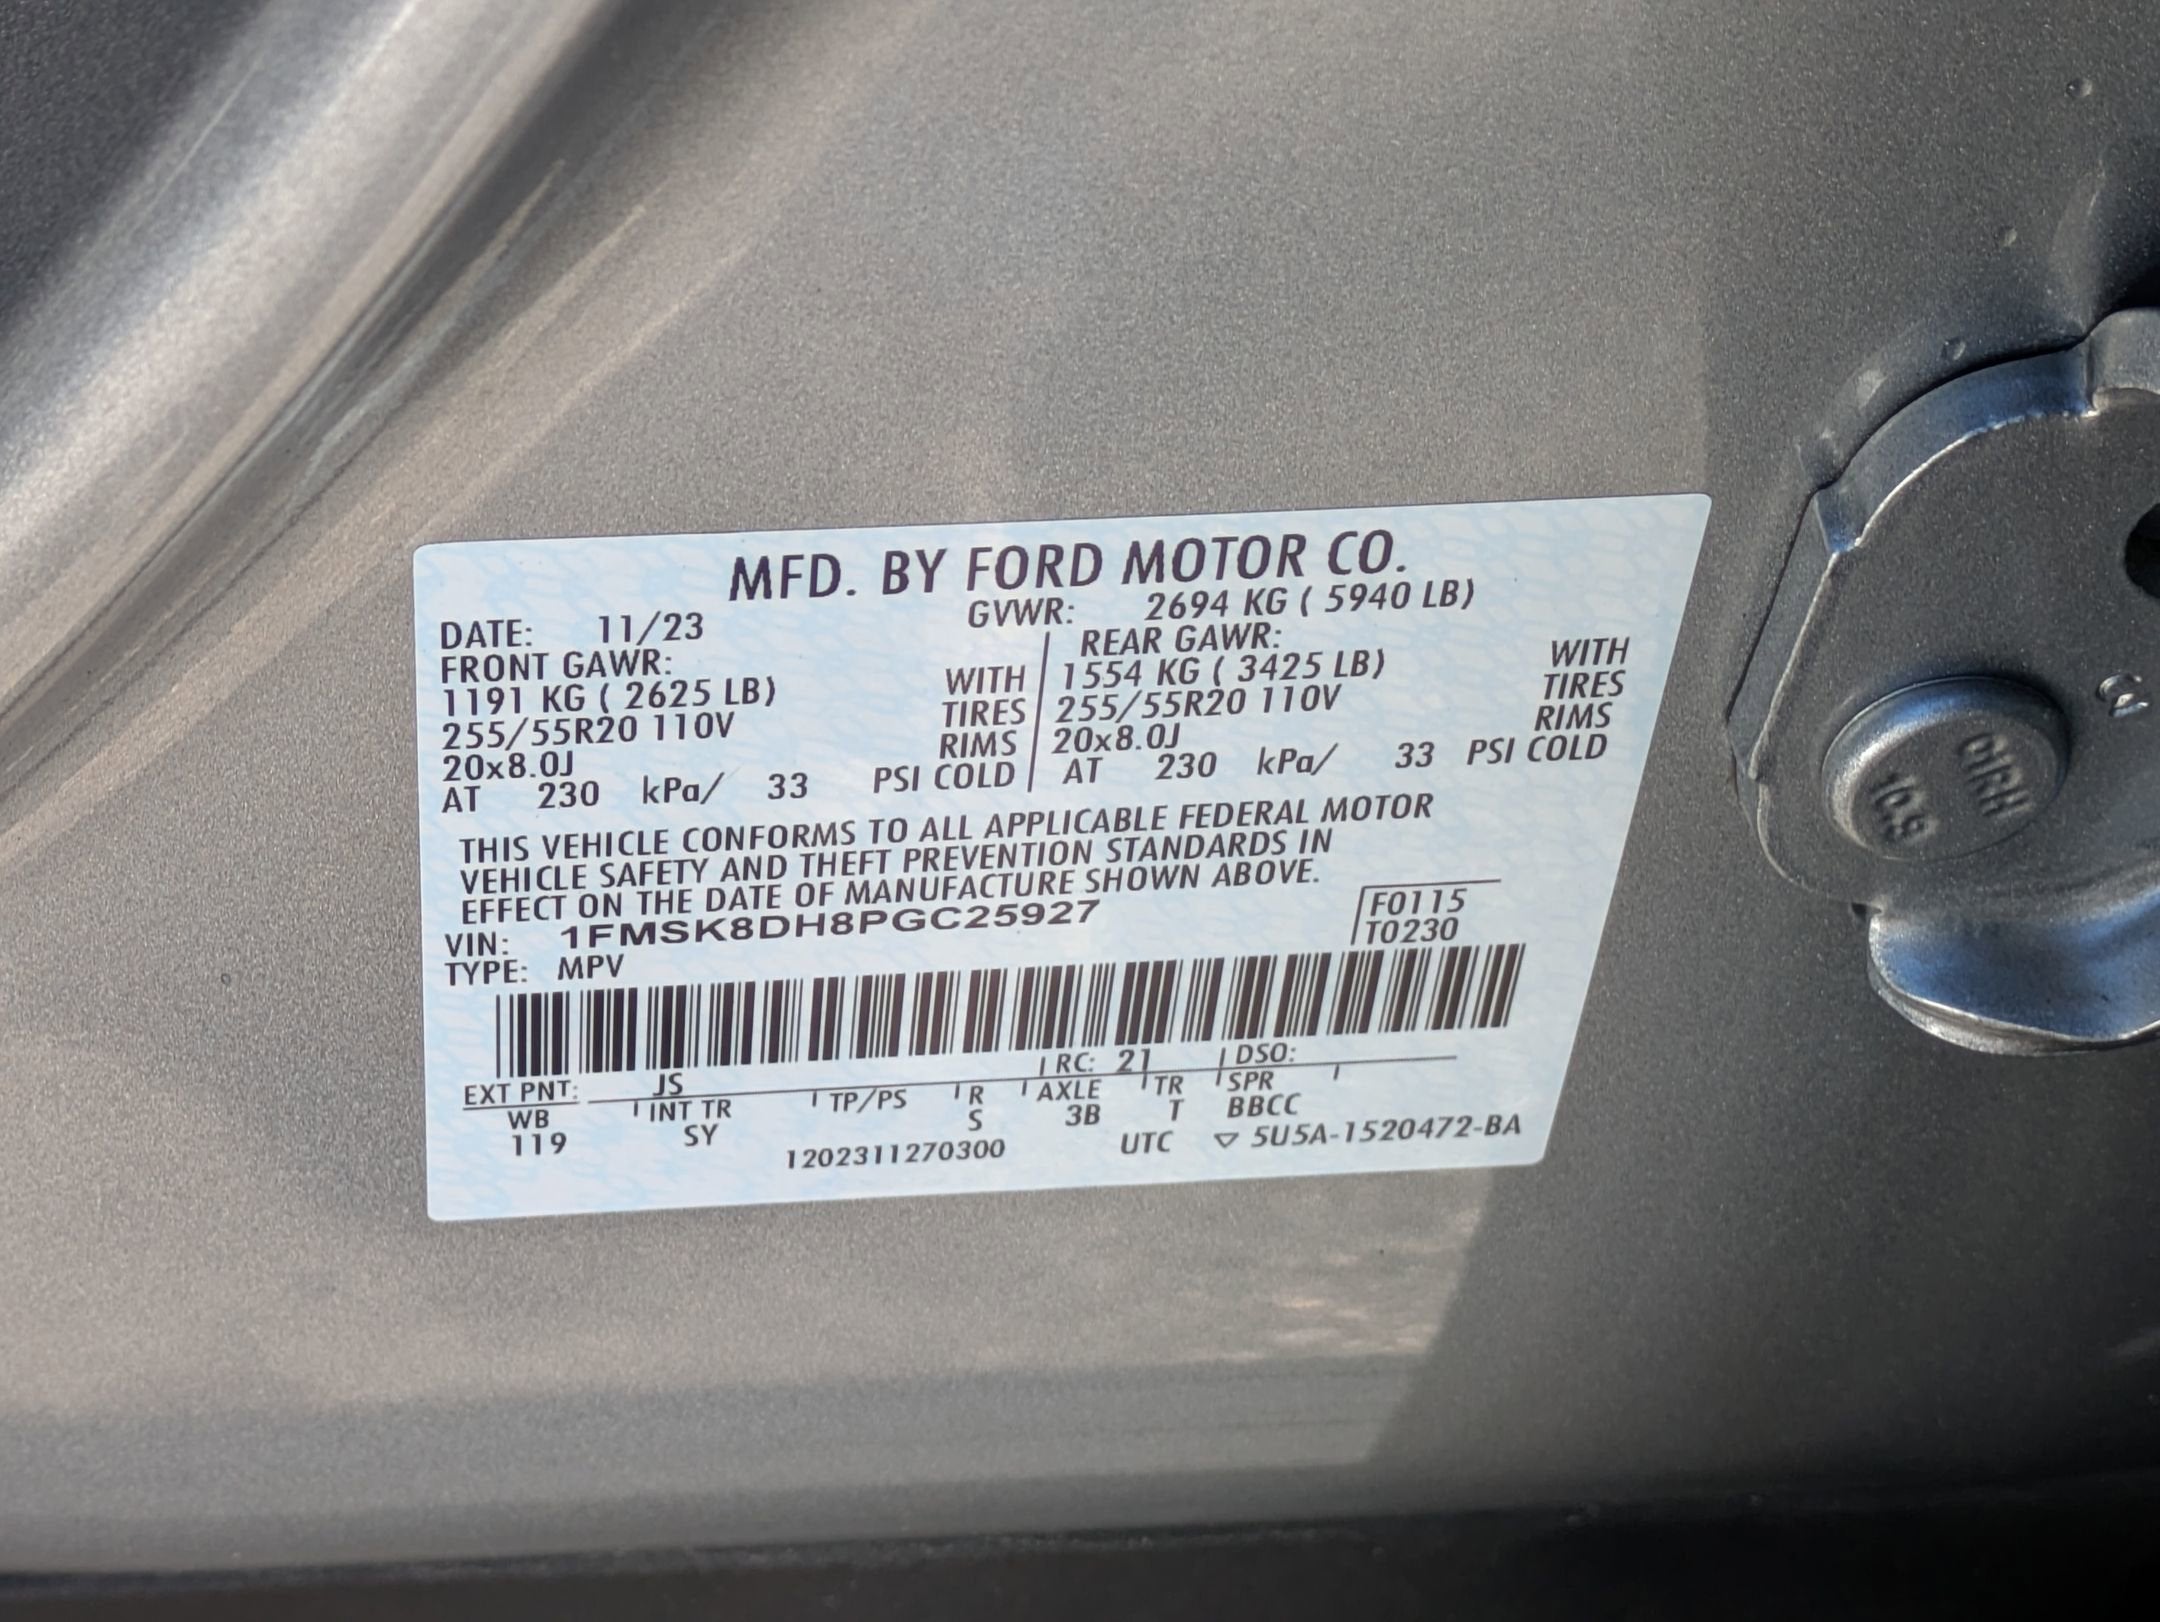 MFD. BY FORD MOTOR CO.
DATE: 11/23 GVWR: 2694 KG ( 5940 LB)
FRONT GAWR: REAR GAWR:
1191 KG ( 2625 LB) WITH 1554 KG ( 3425 LB) WITH
255/55R20 110V TIRES 255/55R20 110V TIRES
20x8.0J RIMS 20x8.0J RIMS
AT 230 kPa/ 33 PSI COLD AT 230 kPa/ 33 PSI COLD
THIS VEHICLE CONFORMS TO ALL APPLICABLE FEDERAL MOTOR
VEHICLE SAFETY AND THEFT PREVENTION STANDARDS IN
EFFECT ON THE DATE OF MANUFACTURE SHOWN ABOVE.
VIN: 1FMSK8DH8PGC25927 F0115
TYPE: MPV T0230
EXT PNT: JS RC: 21 DSO:
WB INT TR TP/PS R AXLE TR SPR
119 SY S 3B T BBCC
1202311270300 UTC ▽ 5U5A-1520472-BA
10.9